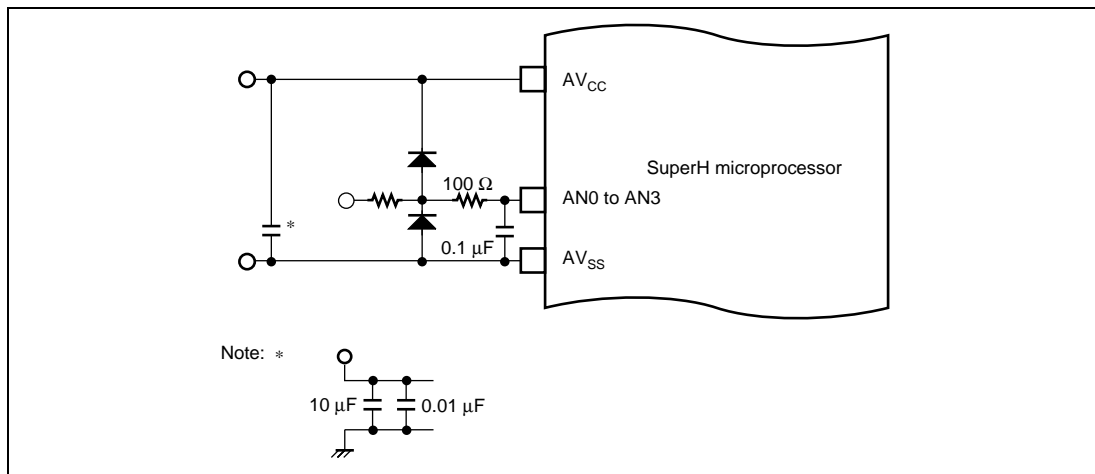 AVCC
SuperH microprocessor
100 Ω
AN0 to AN3
*
0.1 μF
AVSS
Note: *
10 μF
0.01 μF